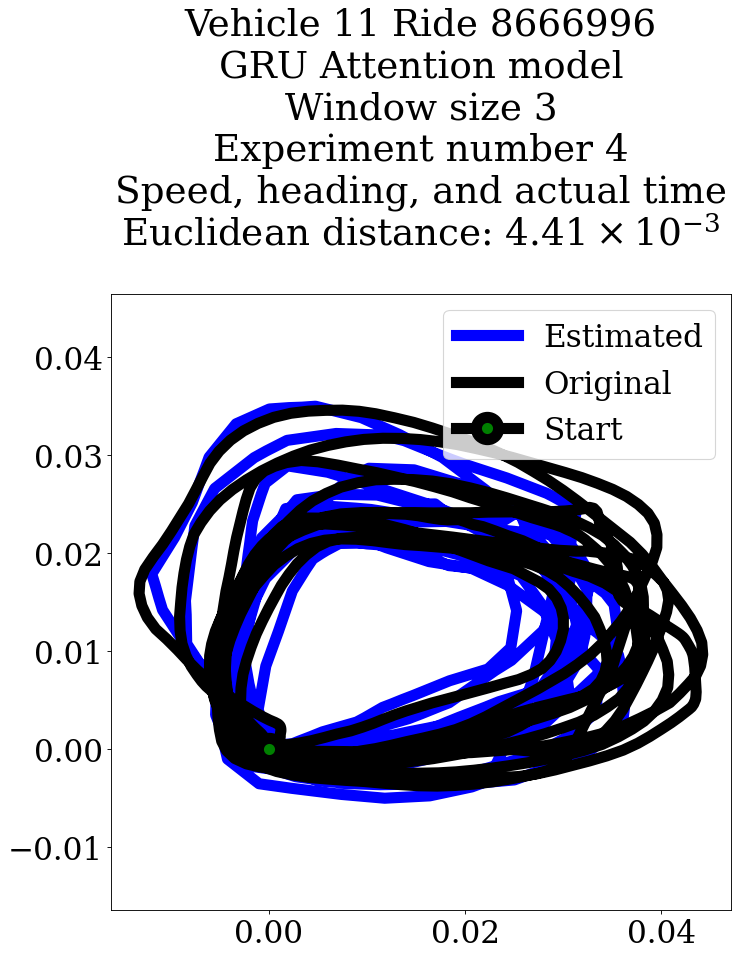 Vehicle 11 Ride 8666996
GRU Attention model
Window size 3
Experiment number 4
Speed, heading, and actual time
Euclidean distance: 4.41 × 10⁻³
Estimated
Original
Start
0.04
0.03
0.02
0.01
0.00
−0.01
0.00 0.02 0.04